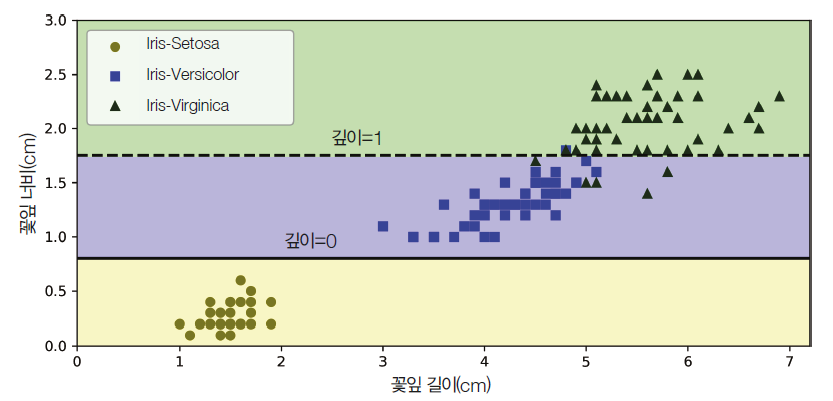 3.0
Iris-Setosa
Iris-Versicolor
Iris-Virginica
2.5
2.0
깊이=1
1.5
꽃잎 너비(cm)
1.0
깊이=0
0.5
0.0
0 1 2 3 4 5 6 7
꽃잎 길이(cm)